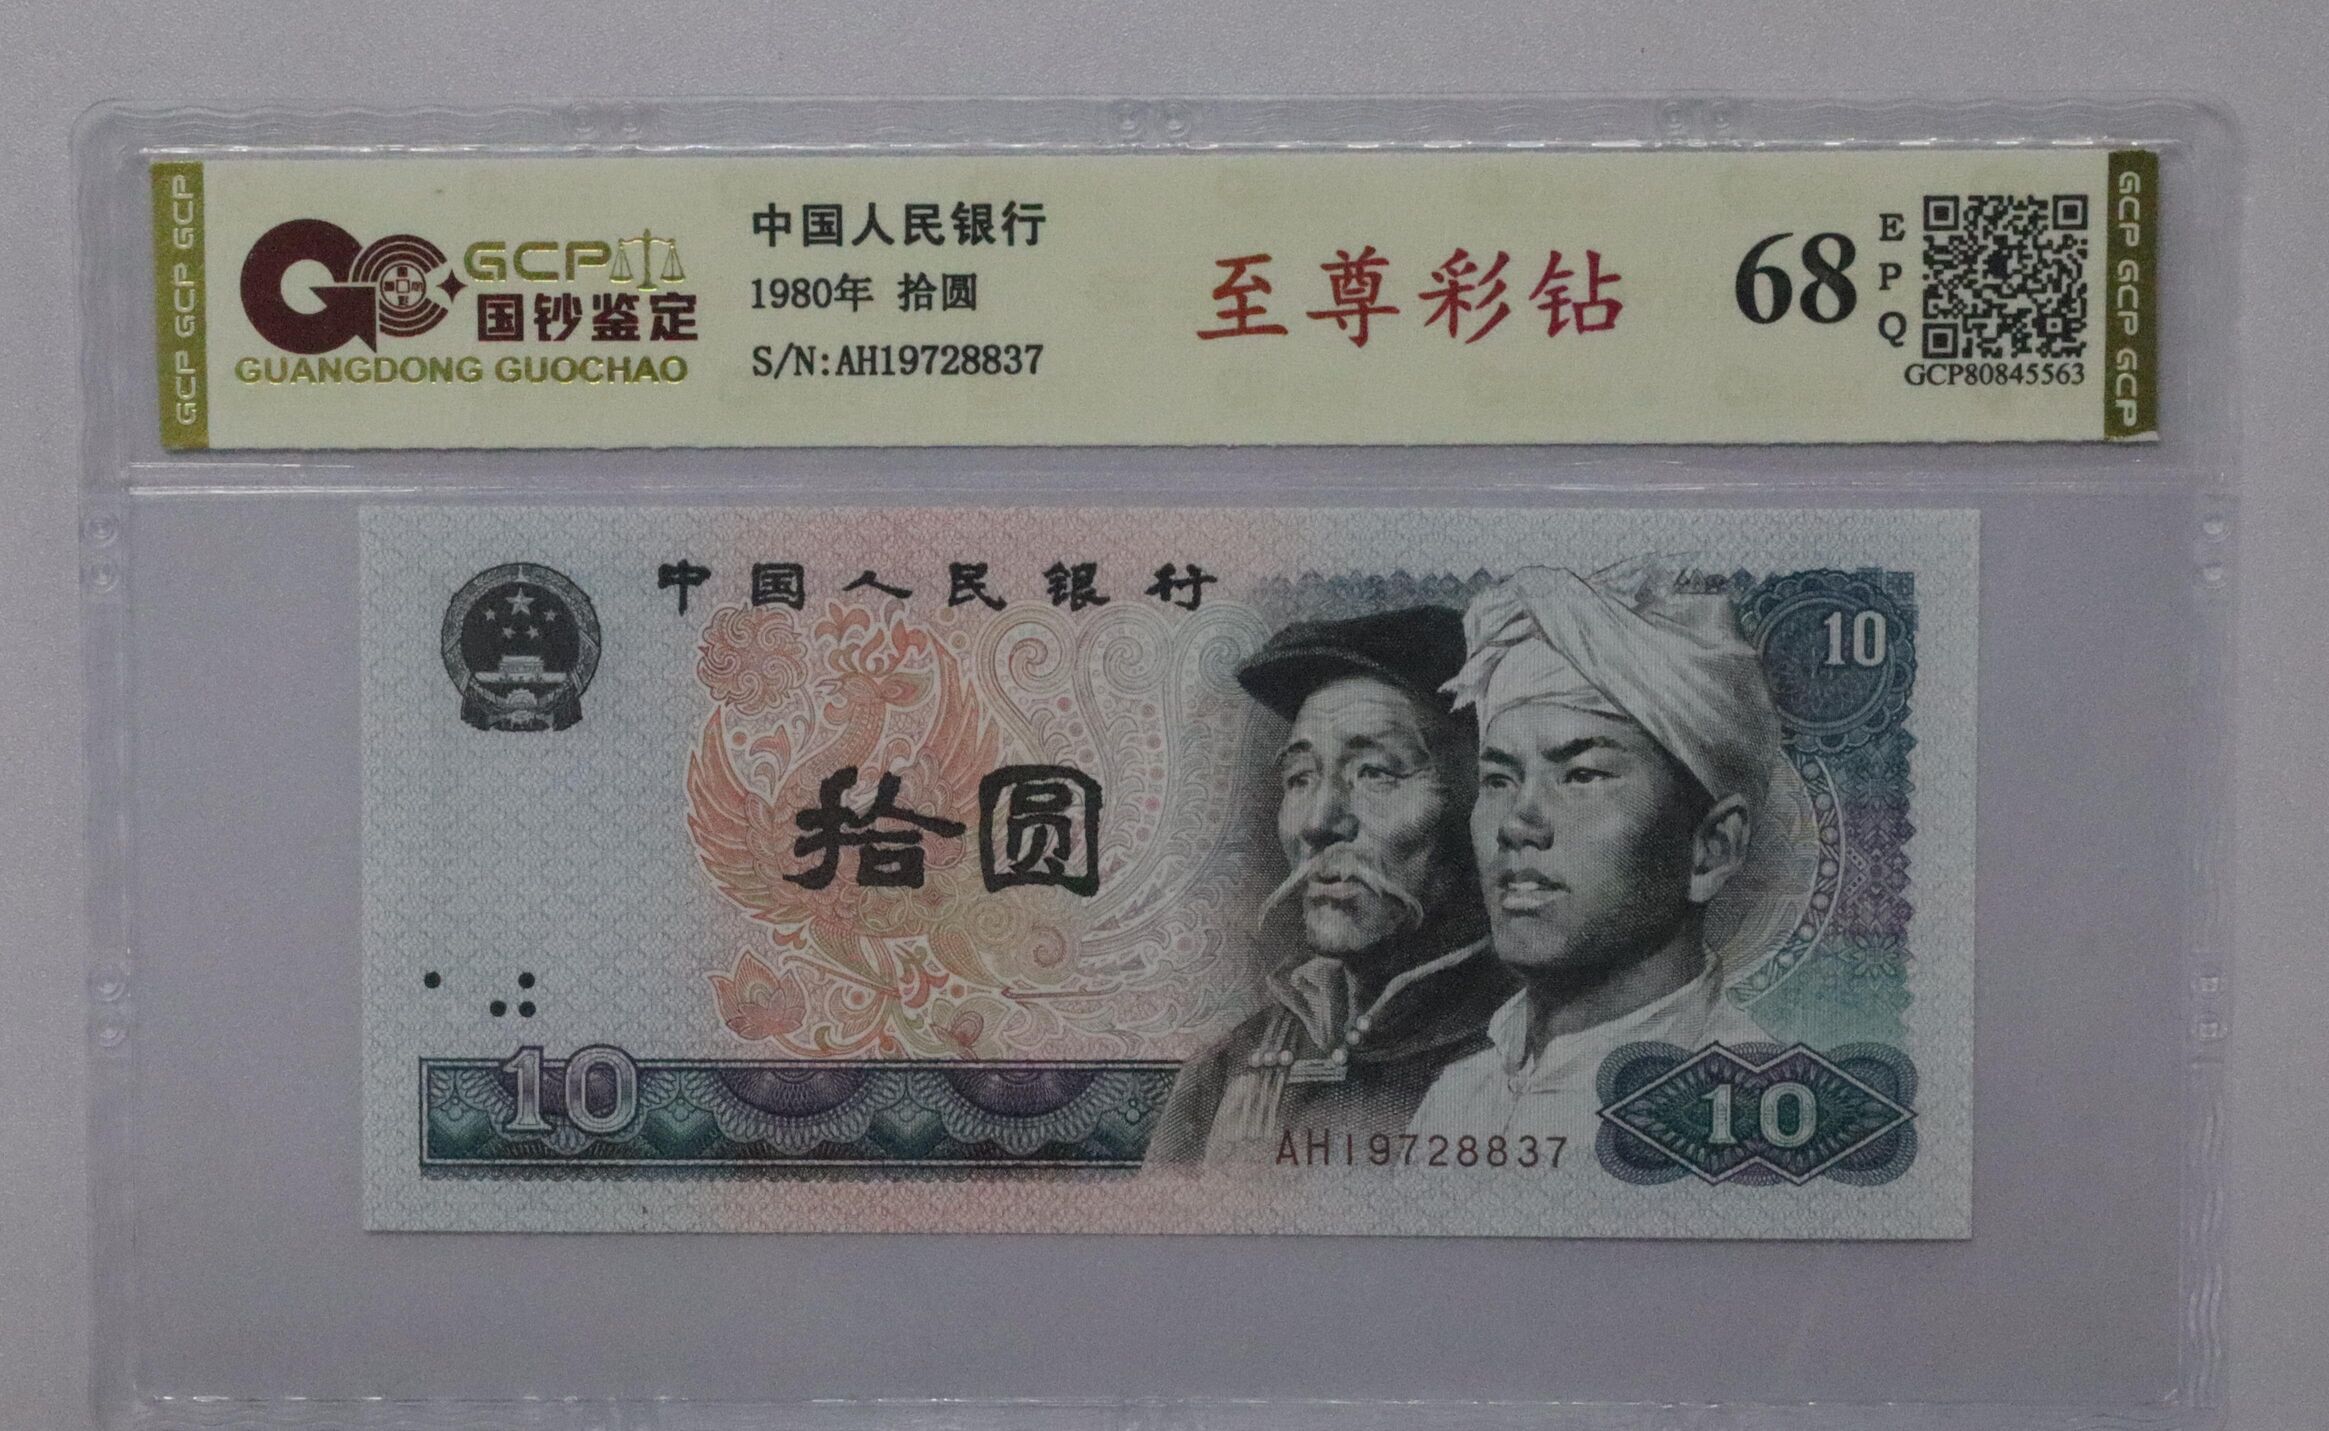 GCP GCP GCP
GCP
国钞鉴定
GUANGDONG GUOCHAO
中国人民银行
1980年 拾圆
S/N:AH19728837
至尊彩钻
68
EPQ
GCP80845563
GCP GCP GCP
中国人民银行
10
拾圆
10
AH19728837
10